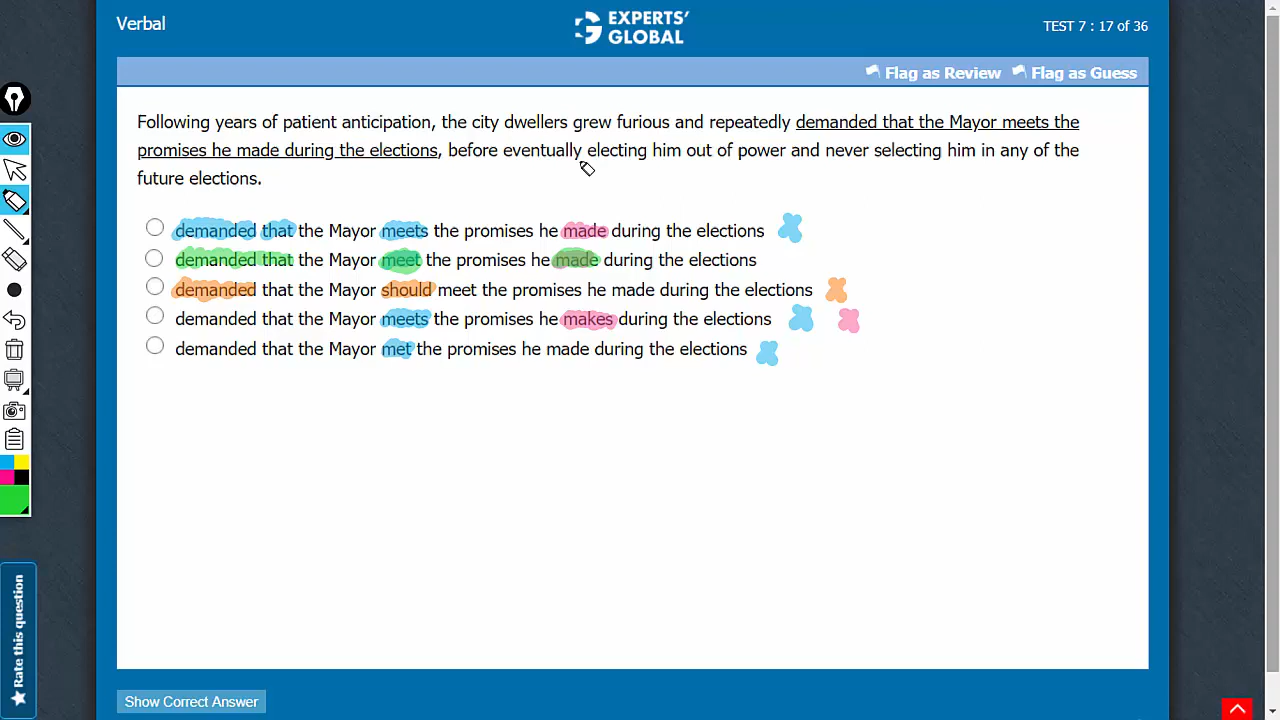 Verbal
EXPERTS'
GLOBAL
TEST 7 : 17 of 36
Flag as Review Flag as Guess
Following years of patient anticipation, the city dwellers grew furious and repeatedly demanded that the Mayor meets the
promises he made during the elections, before eventually electing him out of power and never selecting him in any of the
future elections.
demanded that the Mayor meets the promises he made during the elections
demanded that the Mayor meet the promises he made during the elections
demanded that the Mayor should meet the promises he made during the elections
demanded that the Mayor meets the promises he makes during the elections
demanded that the Mayor met the promises he made during the elections
Rate this question
Show Correct Answer